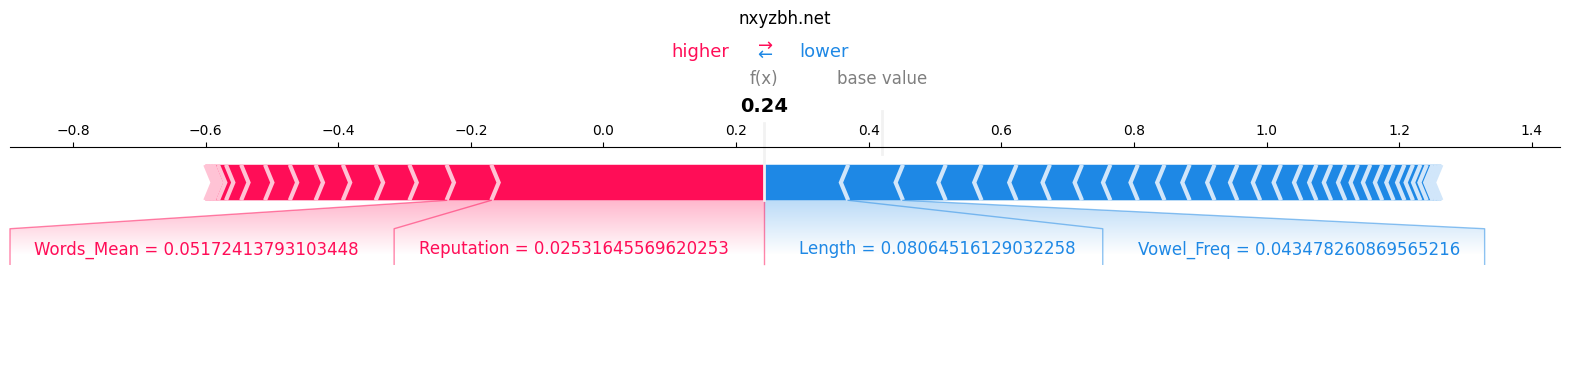 nxyzbh.net
higher ⇄ lower
f(x) base value
0.24
−0.8 −0.6 −0.4 −0.2 0.0 0.2 0.4 0.6 0.8 1.0 1.2 1.4
Words_Mean = 0.05172413793103448 Reputation = 0.02531645569620253 Length = 0.08064516129032258 Vowel_Freq = 0.043478260869565216